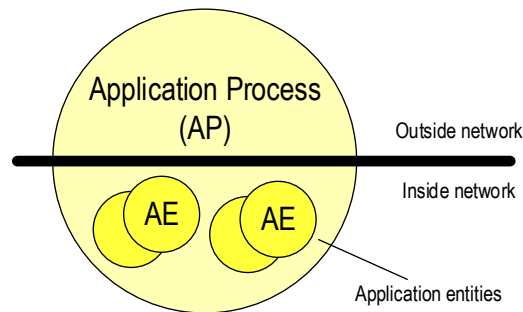 Application Process
(AP)
Outside network
Inside network
AE
AE
Application entities